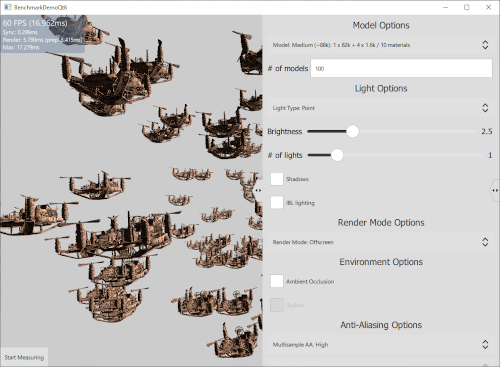 BenchmarkDemoQt6
60 FPS (16.962ms)
Sync: 0.296ms
Render: 5.790ms (prep: 5.415ms)
Max: 17.279ms
Model Options
Model: Medium (~88k): 1 x 82k + 4 x 1.6k / 10 materials
# of models
100
Light Options
Light Type: Point
Brightness
2.5
# of lights
1
Shadows
IBL lighting
Render Mode Options
Render Mode: Offscreen
Environment Options
Ambient Occlusion
Skybox
Anti-Aliasing Options
Multisample AA: High
Start Measuring